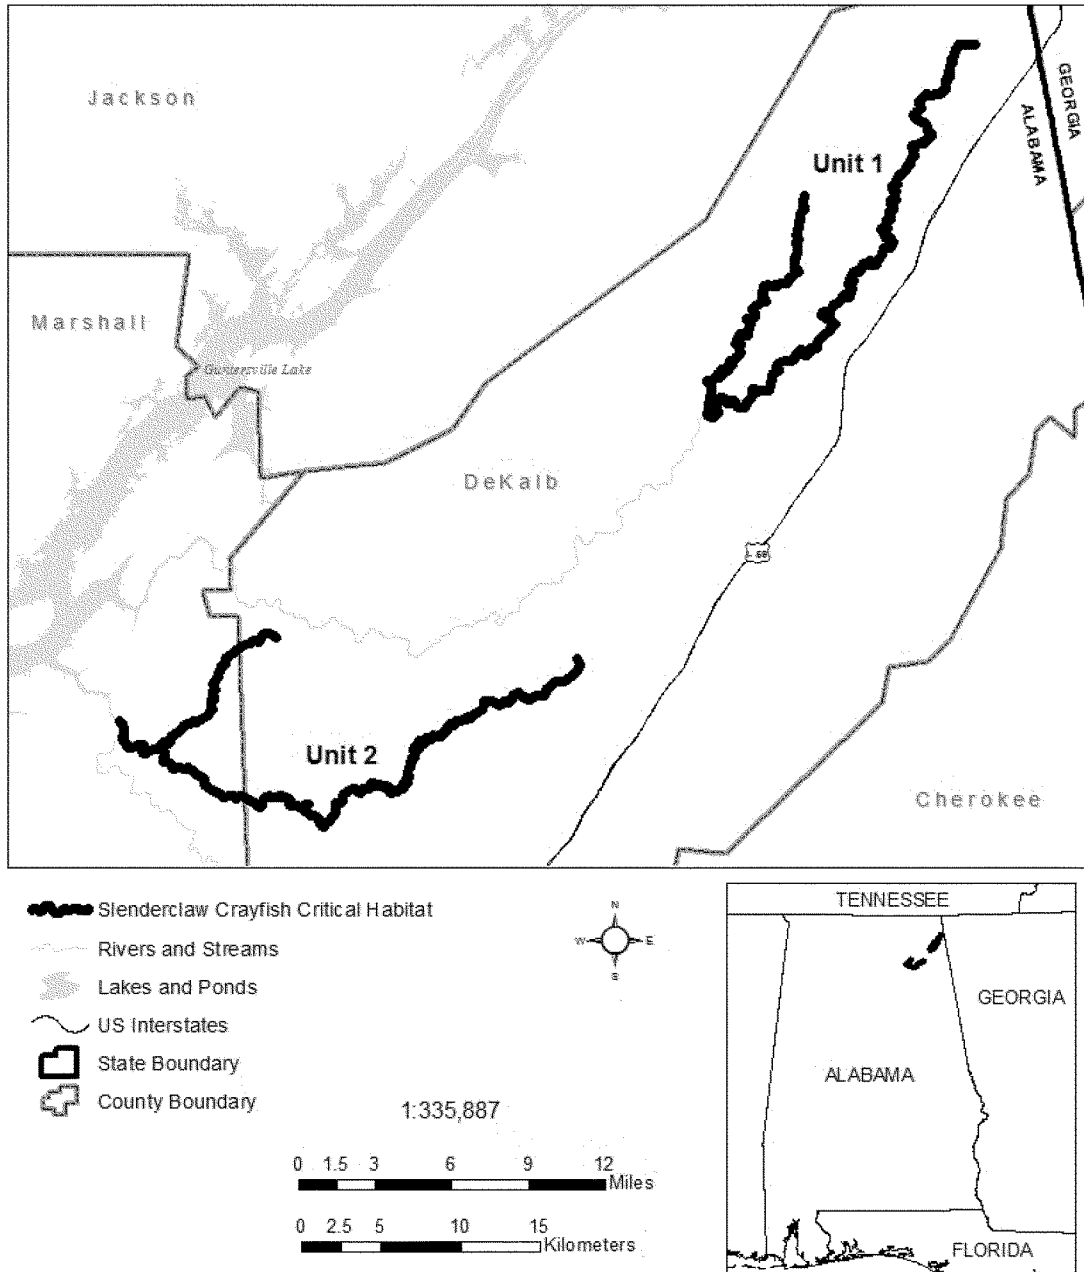 Jackson
GEORGIA
ALABAMA
Unit 1
Marshall
Guntersville Lake
DeKalb
Unit 2
Cherokee
Slenderclaw Crayfish Critical Habitat
Rivers and Streams
Lakes and Ponds
US Interstates
State Boundary
County Boundary
N
W
E
S
1:335,887
0 1.5 3 6 9 12
Miles
0 2.5 5 10 15
Kilometers
TENNESSEE
GEORGIA
ALABAMA
FLORIDA